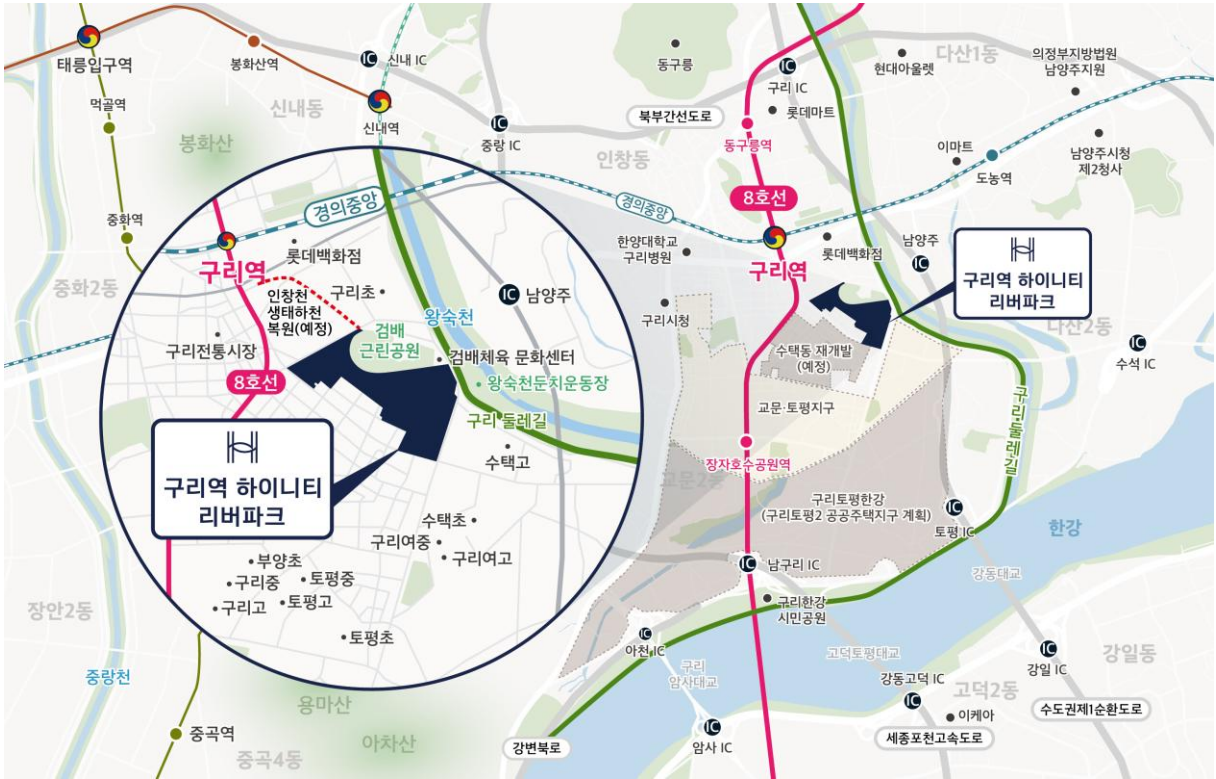 태릉입구역
봉화산역
IC
신내 IC
신내동
먹골역
봉화산
신내역
IC
중랑 IC
중화역
중화2동
장안2동
중랑천
중곡역
중곡4동
용마산
아차산
경의중앙
구리역
롯데백화점
인창천
생태하천
복원(예정)
구리초
왕숙천
IC 남양주
검배
근린공원
검배체육 문화센터
왕숙천둔치운동장
구리전통시장
8호선
구리 둘레길
수택고
구리역 하이니티
리버파크
수택초
구리여중
구리여고
부양초
구리중
토평중
구리고
토평고
토평초
동구릉
IC
구리 IC
롯데마트
북부간선도로
동구릉역
인창동
현대아울렛
다산1동
의정부지방법원
남양주지원
이마트
도농역
남양주시청
제2청사
8호선
경의중앙
한양대학교
구리병원
구리역
롯데백화점
남양주
IC
구리역 하이니티
리버파크
구리시청
다산2동
IC
수석 IC
수택동 재개발
(예정)
교문·토평지구
구리둘레길
장자호수공원역
교문2동
구리토평한강
(구리토평2 공공주택지구 계획)
IC
토평 IC
한강
강동대교
IC 남구리 IC
구리한강
시민공원
IC
아천 IC
구리
암사대교
고덕토평대교
IC
강일 IC
강일동
강동고덕 IC
IC
고덕2동
이케아
수도권제1순환도로
세종포천고속도로
강변북로
IC
암사 IC